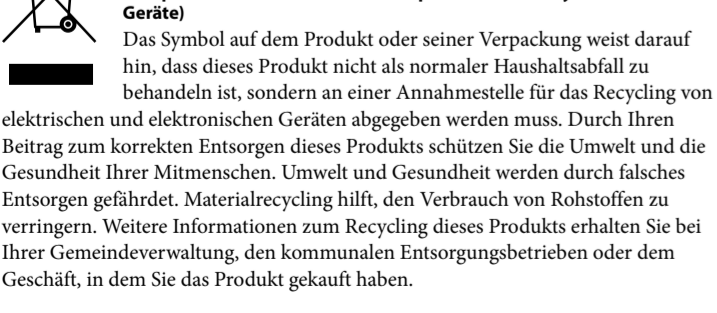 Geräte)
Das Symbol auf dem Produkt oder seiner Verpackung weist darauf
hin, dass dieses Produkt nicht als normaler Haushaltsabfall zu
behandeln ist, sondern an einer Annahmestelle für das Recycling von
elektrischen und elektronischen Geräten abgegeben werden muss. Durch Ihren
Beitrag zum korrekten Entsorgen dieses Produkts schützen Sie die Umwelt und die
Gesundheit Ihrer Mitmenschen. Umwelt und Gesundheit werden durch falsches
Entsorgen gefährdet. Materialrecycling hilft, den Verbrauch von Rohstoffen zu
verringern. Weitere Informationen zum Recycling dieses Produkts erhalten Sie bei
Ihrer Gemeindeverwaltung, den kommunalen Entsorgungsbetrieben oder dem
Geschäft, in dem Sie das Produkt gekauft haben.